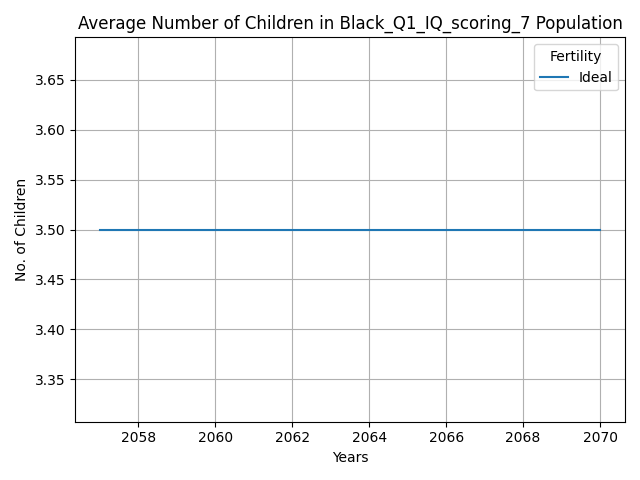 Average Number of Children in Black_Q1_IQ_scoring_7 Population
Fertility
Ideal
No. of Children
3.65
3.60
3.55
3.50
3.45
3.40
3.35
2058 2060 2062 2064 2066 2068 2070
Years